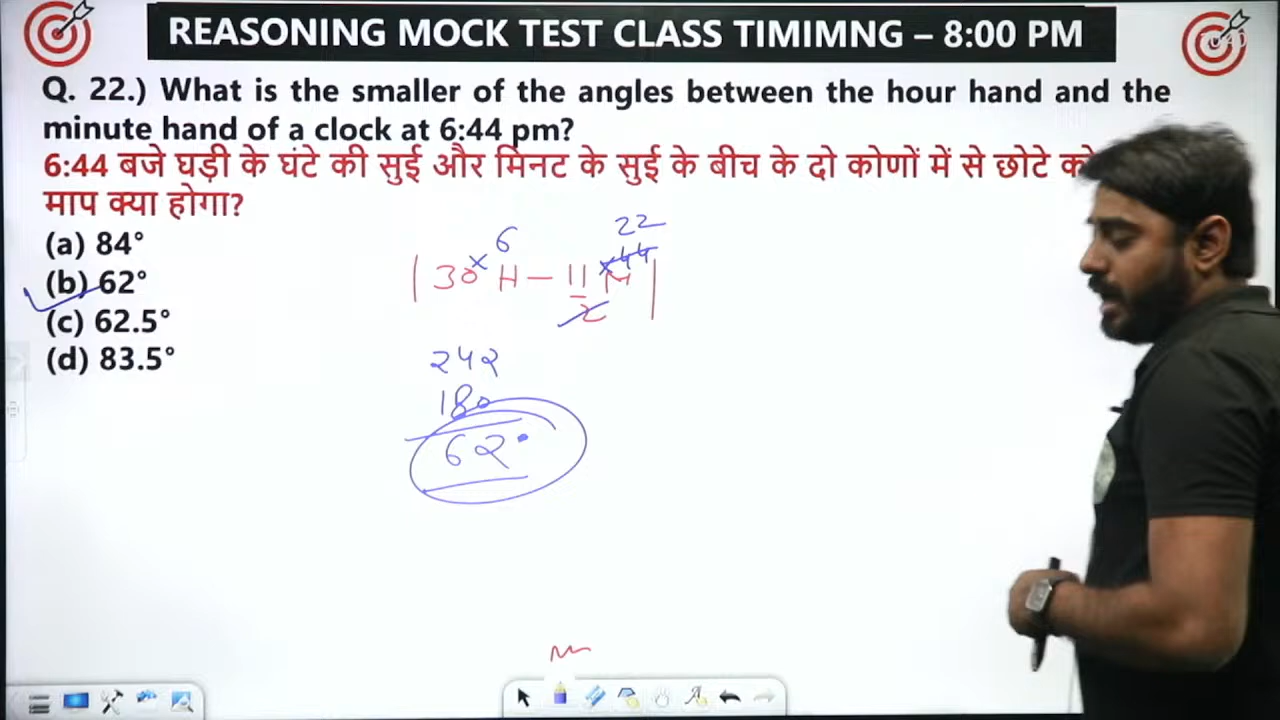 REASONING MOCK TEST CLASS TIMIMNG – 8:00 PM
Q. 22.) What is the smaller of the angles between the hour hand and the
minute hand of a clock at 6:44 pm?
6:44 बजे घड़ी के घंटे की सुई और मिनट के सुई के बीच के दो कोणों में से छोटे
माप क्या होगा?
(a) 84°
(b) 62°
(c) 62.5°
(d) 83.5°
22
6 44
| 30 × H – 11/2 × M |
242
180
62°